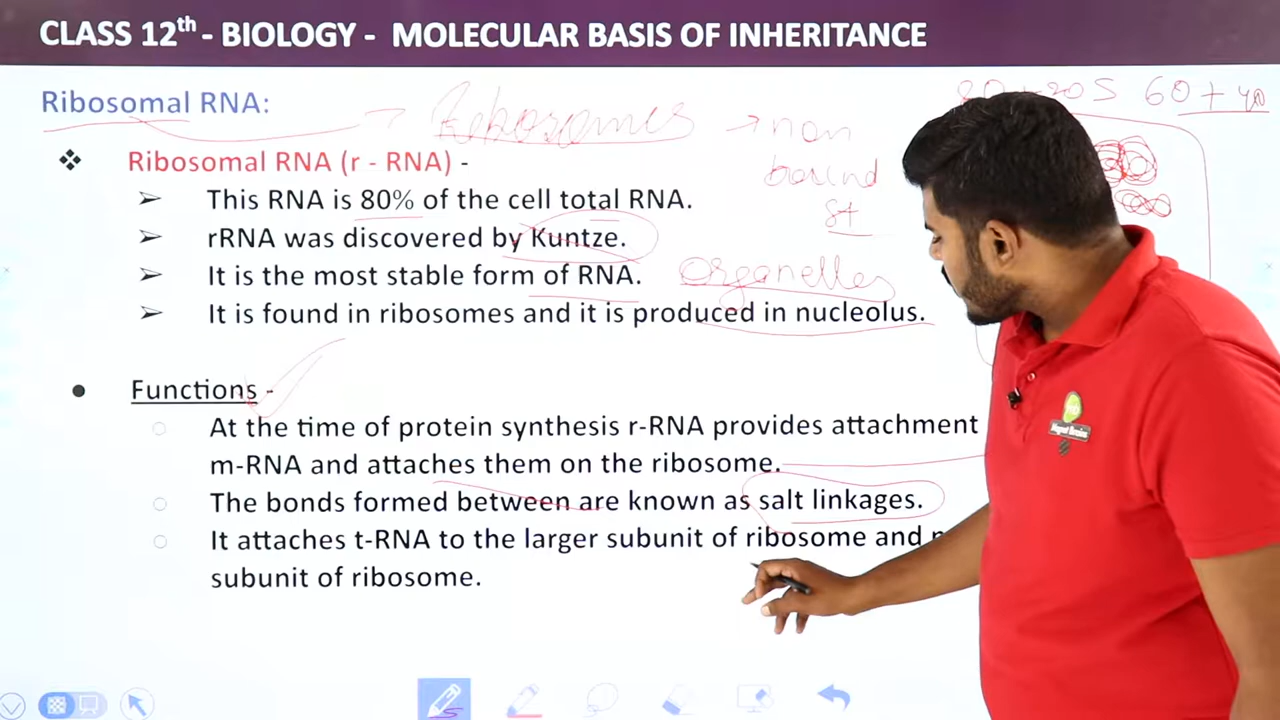 CLASS 12th - BIOLOGY - MOLECULAR BASIS OF INHERITANCE
60 + 40
Ribosomal RNA:
Ribosomes → non
bound
st
Ribosomal RNA (r - RNA) -
This RNA is 80% of the cell total RNA.
rRNA was discovered by Kuntze.
It is the most stable form of RNA.
Organelles
It is found in ribosomes and it is produced in nucleolus.
Functions -
At the time of protein synthesis r-RNA provides attachment
m-RNA and attaches them on the ribosome.
The bonds formed between are known as salt linkages.
It attaches t-RNA to the larger subunit of ribosome and
subunit of ribosome.